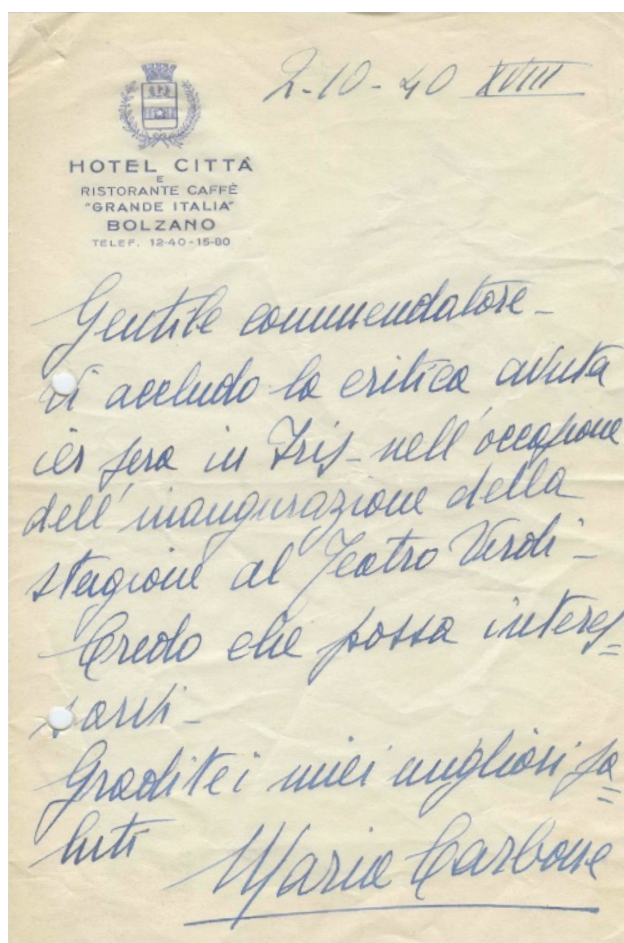 2-10-40 XVIII
HOTEL CITTÀ
E
RISTORANTE CAFFÈ
"GRANDE ITALIA"
BOLZANO
TELEF. 12-40-15-80
Gentile commendatore -
Vi accludo la critica avuta
ier sera in Iris - nell'occasione
dell'inaugurazione della
stagione al Teatro Verdi -
Credo che possa interes=
sarvi -
Gradite i miei migliori sa=
luti
Maria Carbone